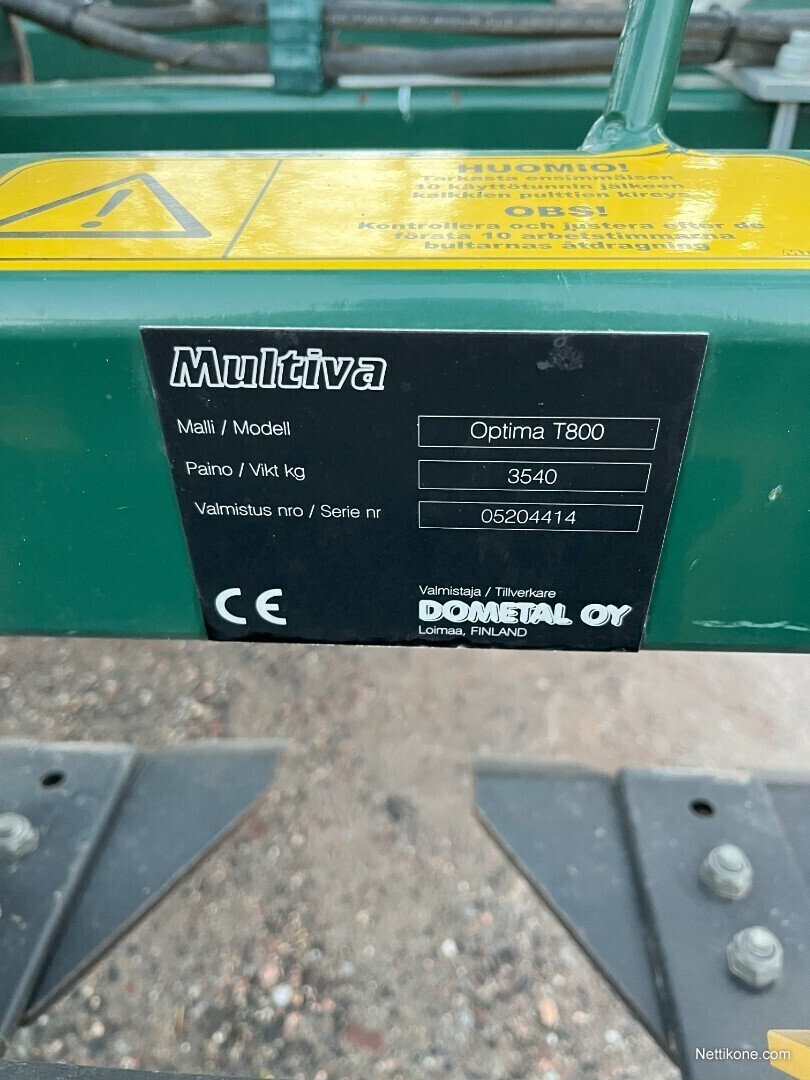 HUOMIO!
Tarkasta ensimmäisen
10 käyttötunnin jälkeen
kaikkien pulttien kireys
OBS!
Kontrollera och justera efter de
första 10 arbetstimmarna
bultarnas åtdragning
Multiva
Malli / Modell Optima T800
Paino / Vikt kg 3540
Valmistus nro / Serie nr 05204414
CE
Valmistaja / Tillverkare
DOMETAL OY
Loimaa, FINLAND
Nettikone.com